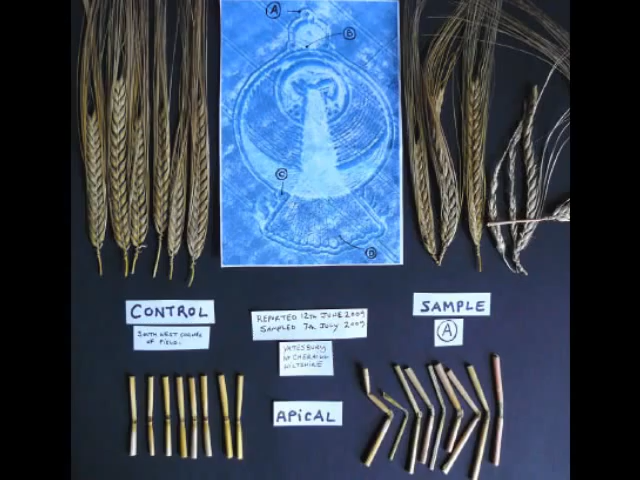 A
B
C
D
CONTROL
SOUTH WEST CORNER
OF FIELD.
REPORTED 12TH JUNE 2009
SAMPLED 7th JULY 2009
YATESBURY
NR CHERHILL
WILTSHIRE
SAMPLE
A
APICAL